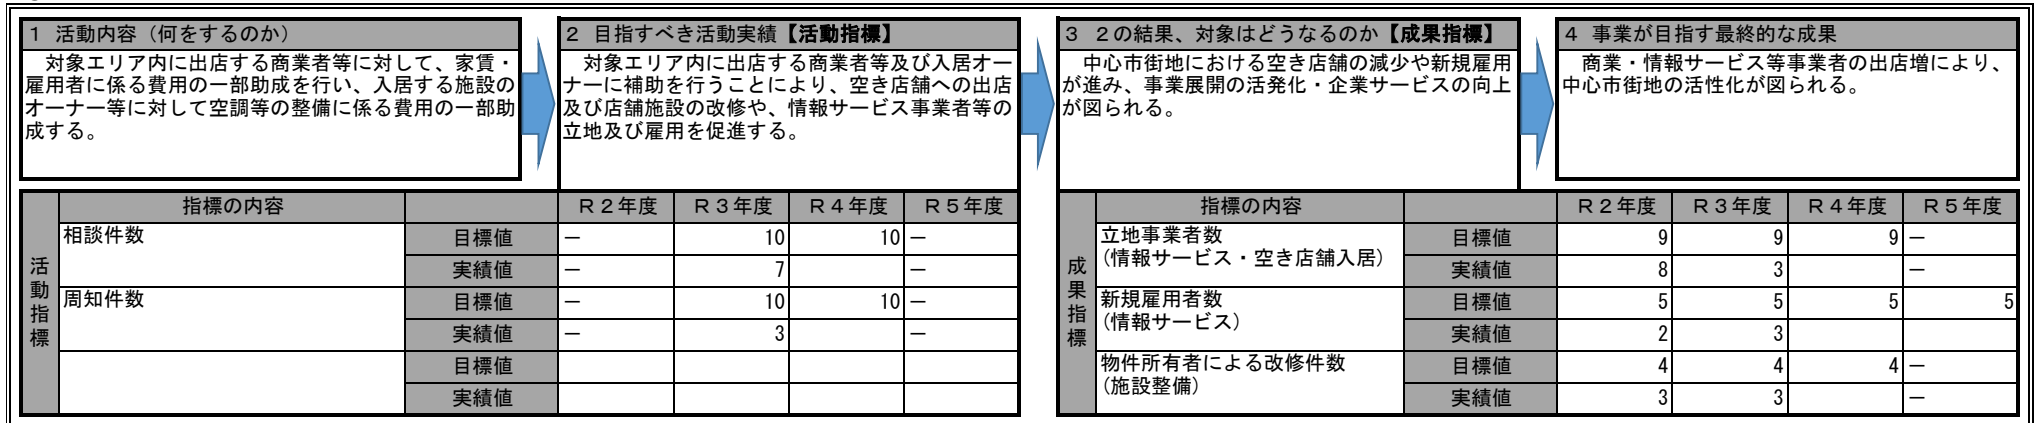 1 活動内容（何をするのか）
対象エリア内に出店する商業者等に対して、家賃・
雇用者に係る費用の一部助成を行い、入居する施設の
オーナー等に対して空調等の整備に係る費用の一部助
成する。
2 目指すべき活動実績【活動指標】
対象エリア内に出店する商業者等及び入居オー
ナーに補助を行うことにより、空き店舗への出店
及び店舗施設の改修や、情報サービス事業者等の
立地及び雇用を促進する。
3 2の結果、対象はどうなるのか【成果指標】
中心市街地における空き店舗の減少や新規雇用
が進み、事業展開の活発化・企業サービスの向上
が図られる。
4 事業が目指す最終的な成果
商業・情報サービス等事業者の出店増により、
中心市街地の活性化が図られる。
活動指標
指標の内容 R2年度 R3年度 R4年度 R5年度
相談件数 目標値 － 10 10 －
実績値 － 7 －
周知件数 目標値 － 10 10 －
実績値 － 3 －
目標値
実績値
成果指標
指標の内容 R2年度 R3年度 R4年度 R5年度
立地事業者数 目標値 9 9 9 －
(情報サービス・空き店舗入居) 実績値 8 3 －
新規雇用者数 目標値 5 5 5 5
(情報サービス) 実績値 2 3
物件所有者による改修件数 目標値 4 4 4 －
(施設整備) 実績値 3 3 －